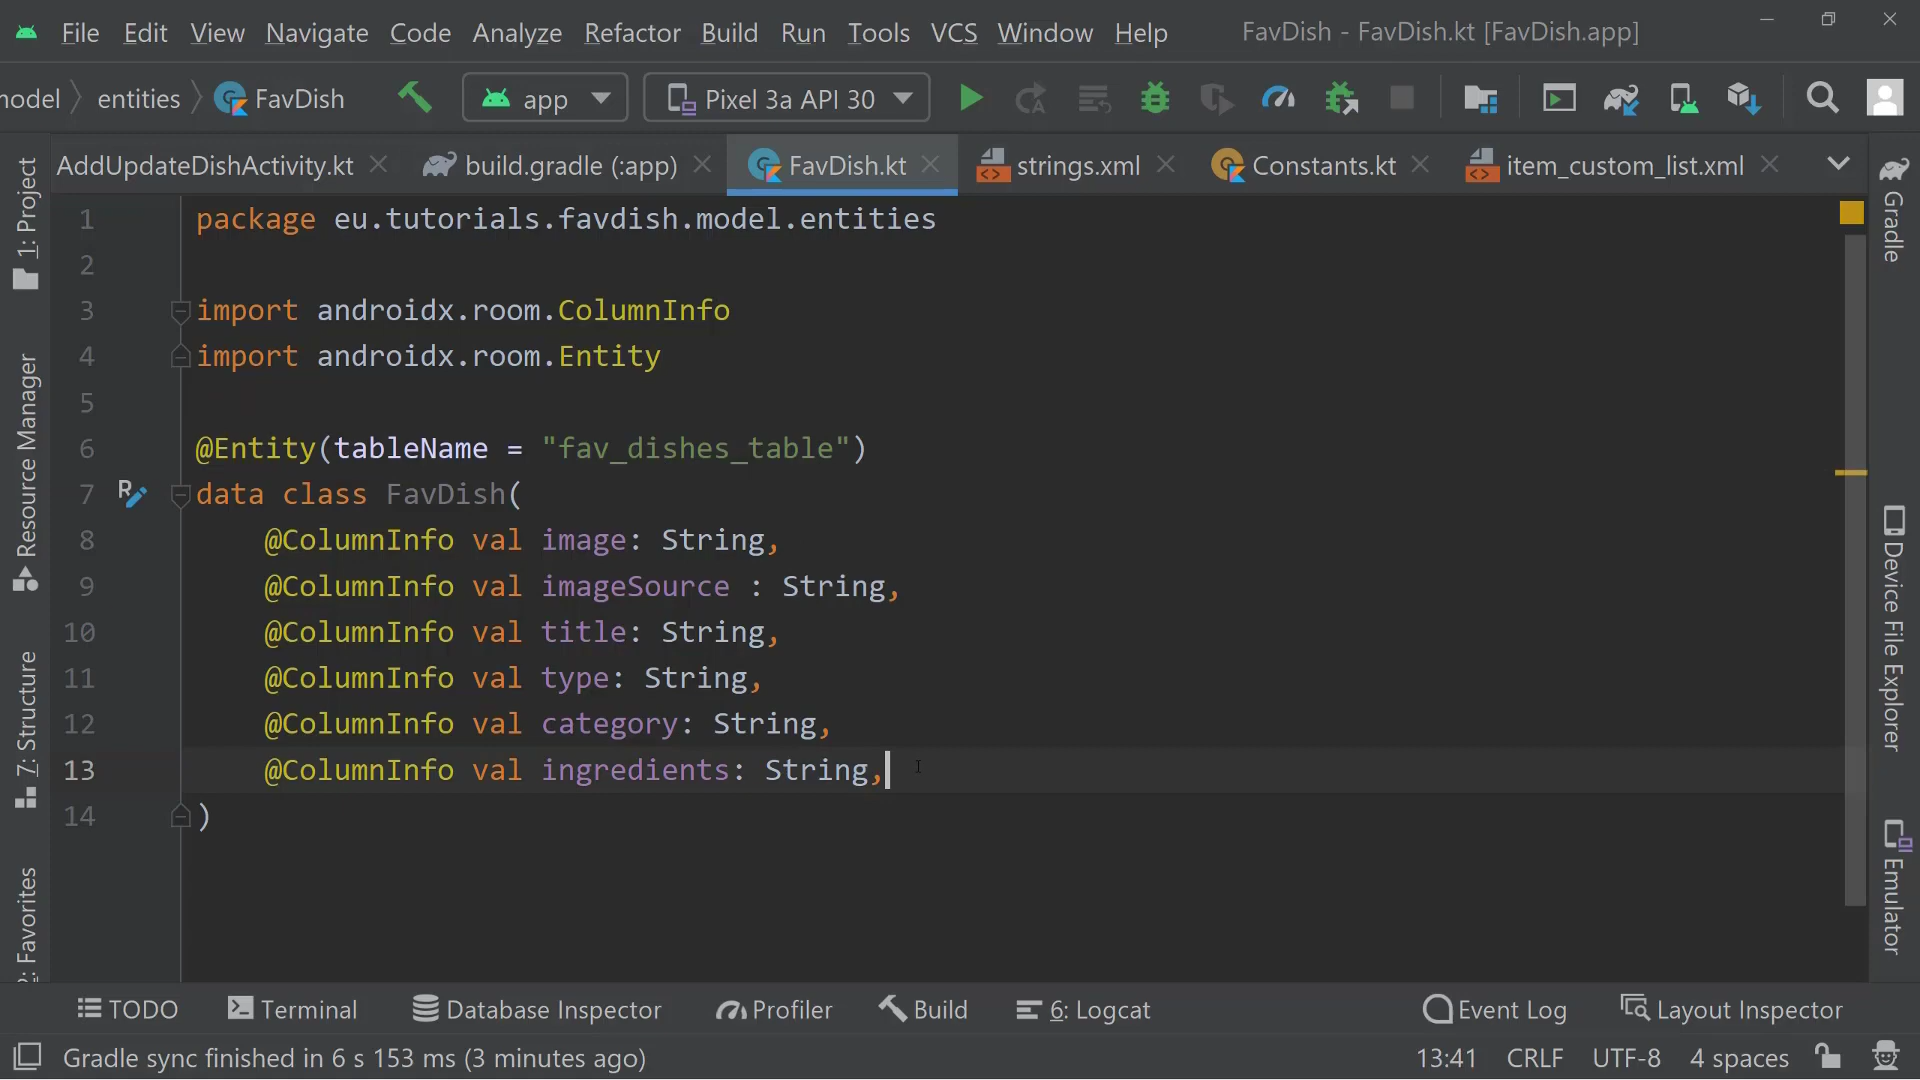 File Edit View Navigate Code Analyze Refactor Build Run Tools VCS Window Help FavDish - FavDish.kt [FavDish.app]
model entities FavDish app Pixel 3a API 30
AddUpdateDishActivity.kt build.gradle (:app) FavDish.kt strings.xml Constants.kt item_custom_list.xml
1: Project
Resource Manager
7: Structure
2: Favorites
1 package eu.tutorials.favdish.model.entities
2
3 import androidx.room.ColumnInfo
4 import androidx.room.Entity
5
6 @Entity(tableName = "fav_dishes_table")
7 data class FavDish(
8 @ColumnInfo val image: String,
9 @ColumnInfo val imageSource : String,
10 @ColumnInfo val title: String,
11 @ColumnInfo val type: String,
12 @ColumnInfo val category: String,
13 @ColumnInfo val ingredients: String,
14 )
Gradle
Device File Explorer
Emulator
TODO Terminal Database Inspector Profiler Build 6: Logcat Event Log Layout Inspector
Gradle sync finished in 6 s 153 ms (3 minutes ago) 13:41 CRLF UTF-8 4 spaces